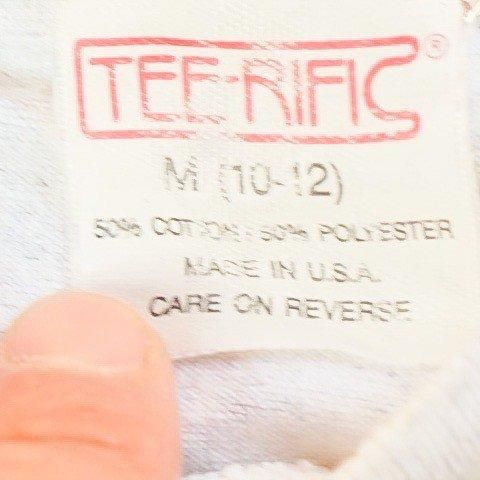 TEE-RIFIC®
M (10-12)
50% COTTON - 50% POLYESTER
MADE IN U.S.A.
CARE ON REVERSE